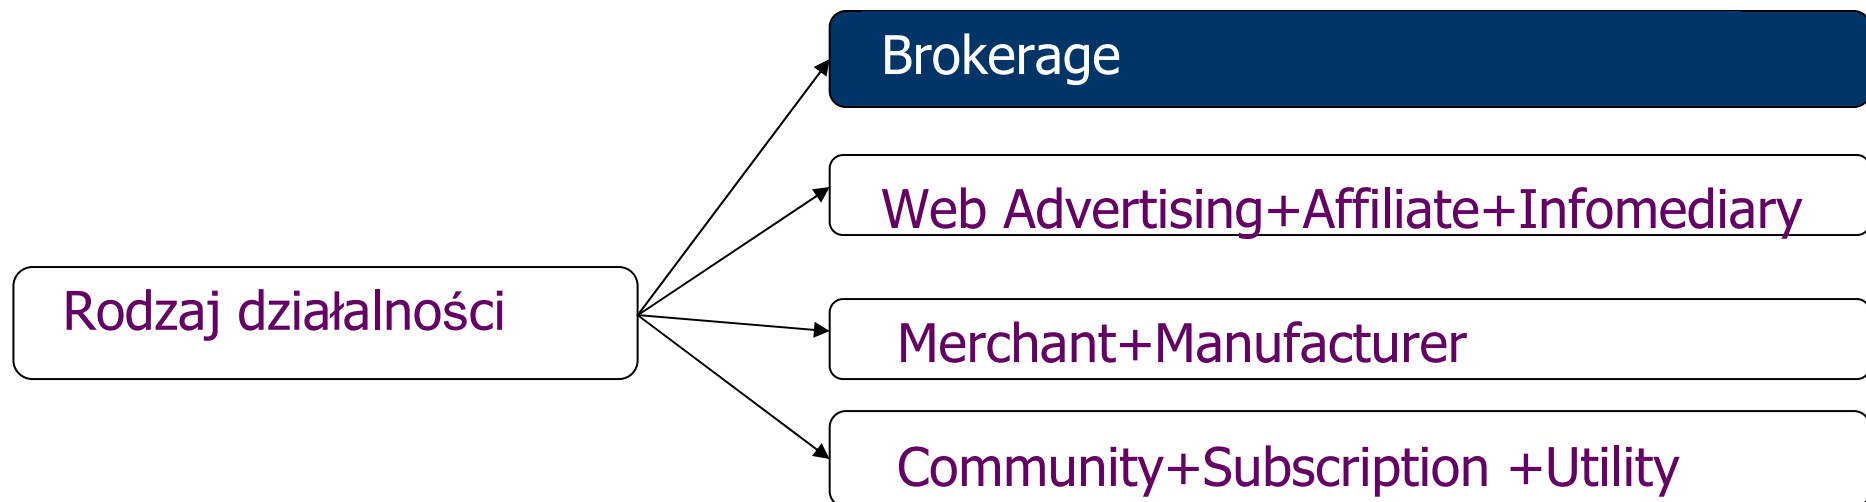 Brokerage
Web Advertising+Affiliate+Infomediary
Rodzaj działalności
Merchant+Manufacturer
Community+Subscription +Utility